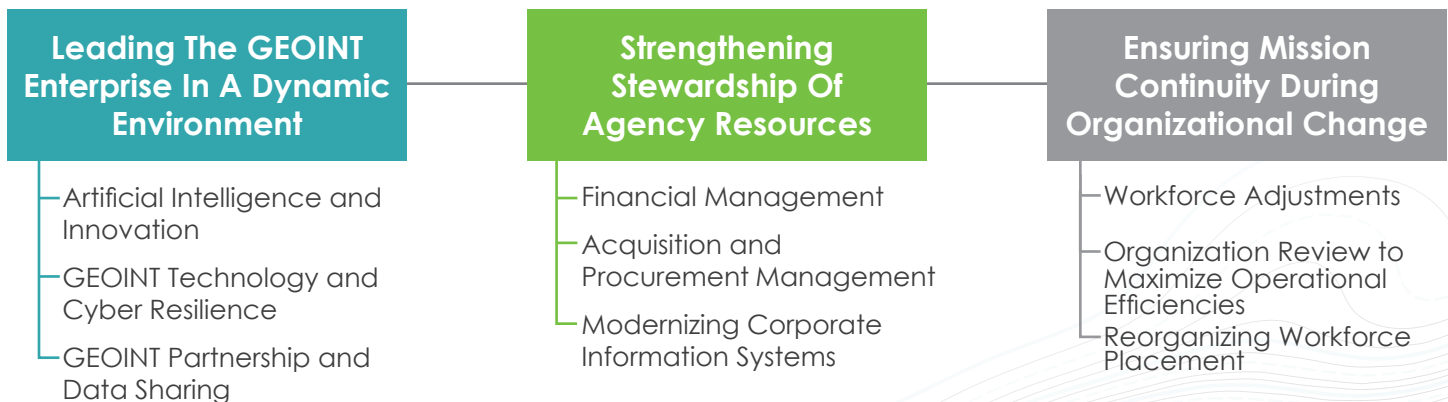 Leading The GEOINT
Enterprise In A Dynamic
Environment
Artificial Intelligence and
Innovation
GEOINT Technology and
Cyber Resilience
GEOINT Partnership and
Data Sharing
Strengthening
Stewardship Of
Agency Resources
Financial Management
Acquisition and
Procurement Management
Modernizing Corporate
Information Systems
Ensuring Mission
Continuity During
Organizational Change
Workforce Adjustments
Organization Review to
Maximize Operational
Efficiencies
Reorganizing Workforce
Placement